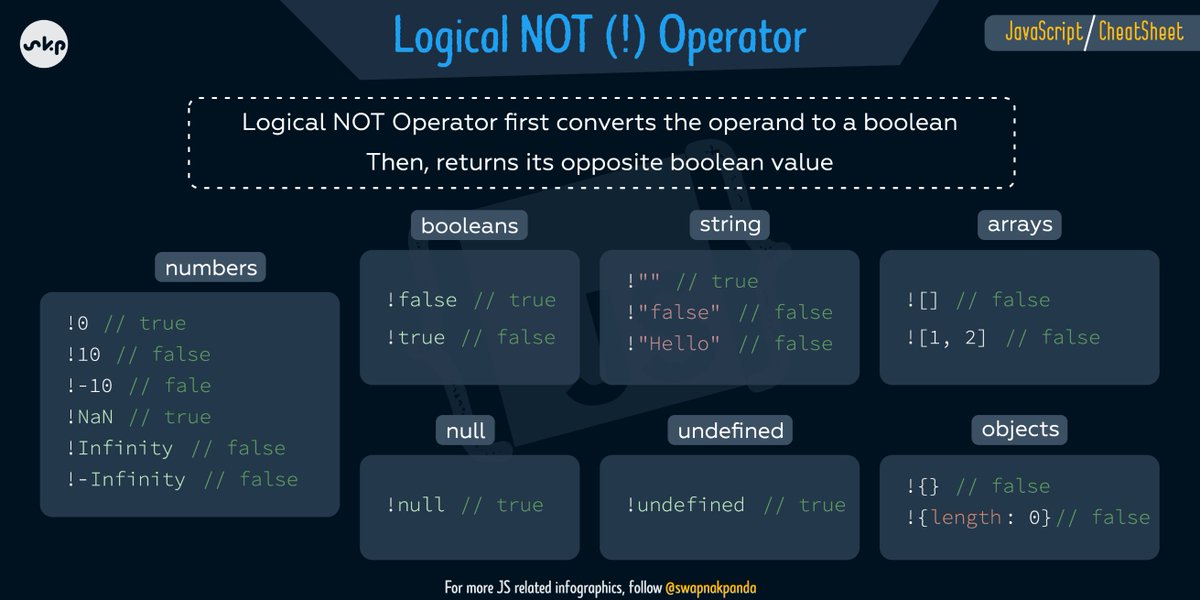 skp
Logical NOT (!) Operator
JavaScript/CheatSheet
Logical NOT Operator first converts the operand to a boolean
Then, returns its opposite boolean value
numbers
!0 // true
!10 // false
!-10 // fale
!NaN // true
!Infinity // false
!-Infinity // false
booleans
!false // true
!true // false
string
!"" // true
!"false" // false
!"Hello" // false
arrays
![] // false
![1, 2] // false
null
!null // true
undefined
!undefined // true
objects
!{} // false
!{length: 0}// false
JS
For more JS related infographics, follow @swapnakpanda